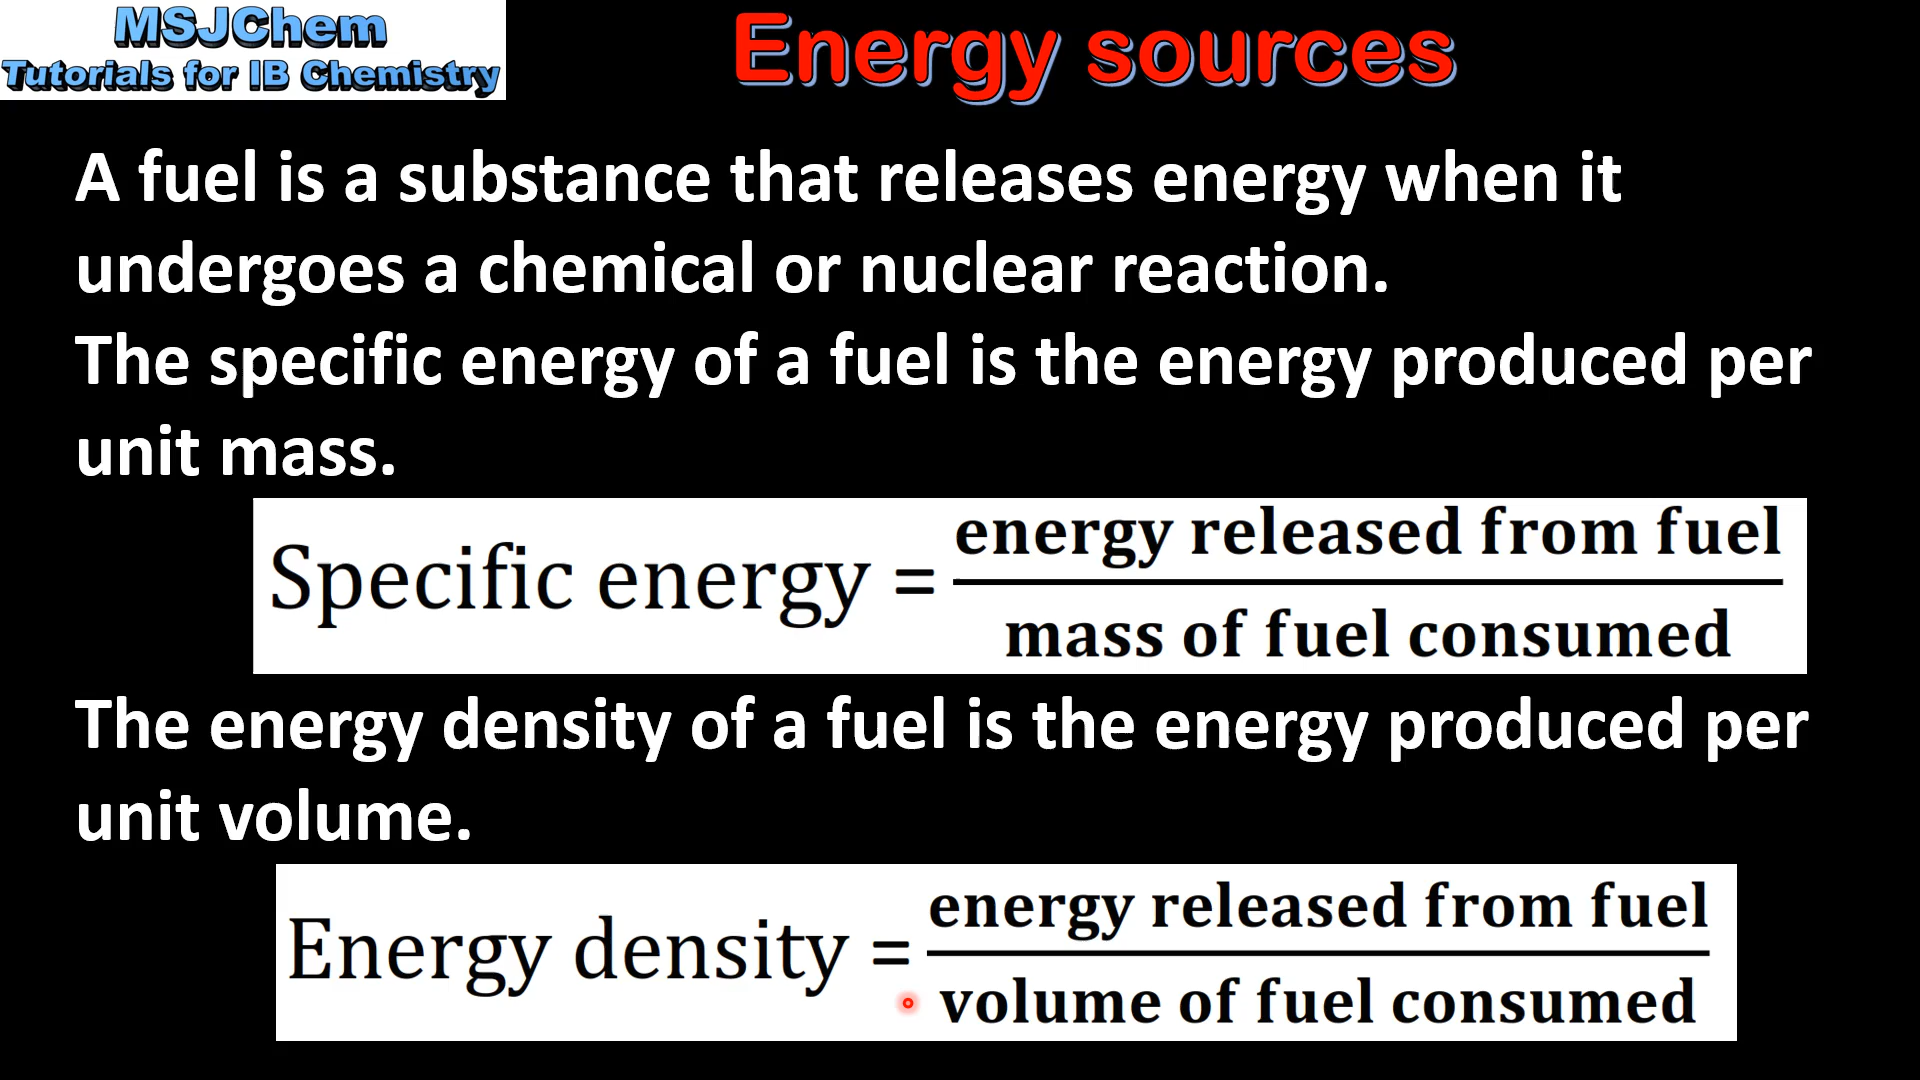 MSJChem
Tutorials for IB Chemistry
Energy sources
A fuel is a substance that releases energy when it
undergoes a chemical or nuclear reaction.
The specific energy of a fuel is the energy produced per
unit mass.
Specific energy = energy released from fuel
mass of fuel consumed
The energy density of a fuel is the energy produced per
unit volume.
Energy density = energy released from fuel
volume of fuel consumed